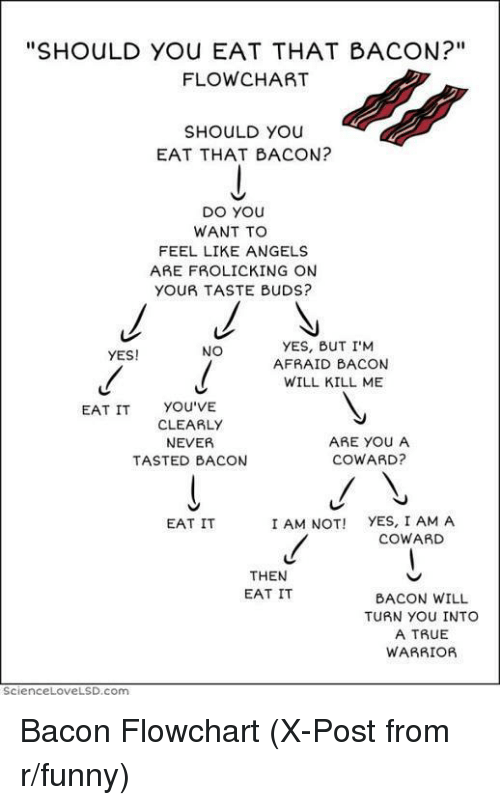 "SHOULD YOU EAT THAT BACON?"
FLOWCHART
SHOULD YOU
EAT THAT BACON?
DO YOU
WANT TO
FEEL LIKE ANGELS
ARE FROLICKING ON
YOUR TASTE BUDS?
YES!
NO
YES, BUT I'M
AFRAID BACON
WILL KILL ME
EAT IT
YOU'VE
CLEARLY
NEVER
TASTED BACON
ARE YOU A
COWARD?
EAT IT
I AM NOT!
YES, I AM A
COWARD
THEN
EAT IT
BACON WILL
TURN YOU INTO
A TRUE
WARRIOR
ScienceLoveLSD.com
Bacon Flowchart (X-Post from
r/funny)